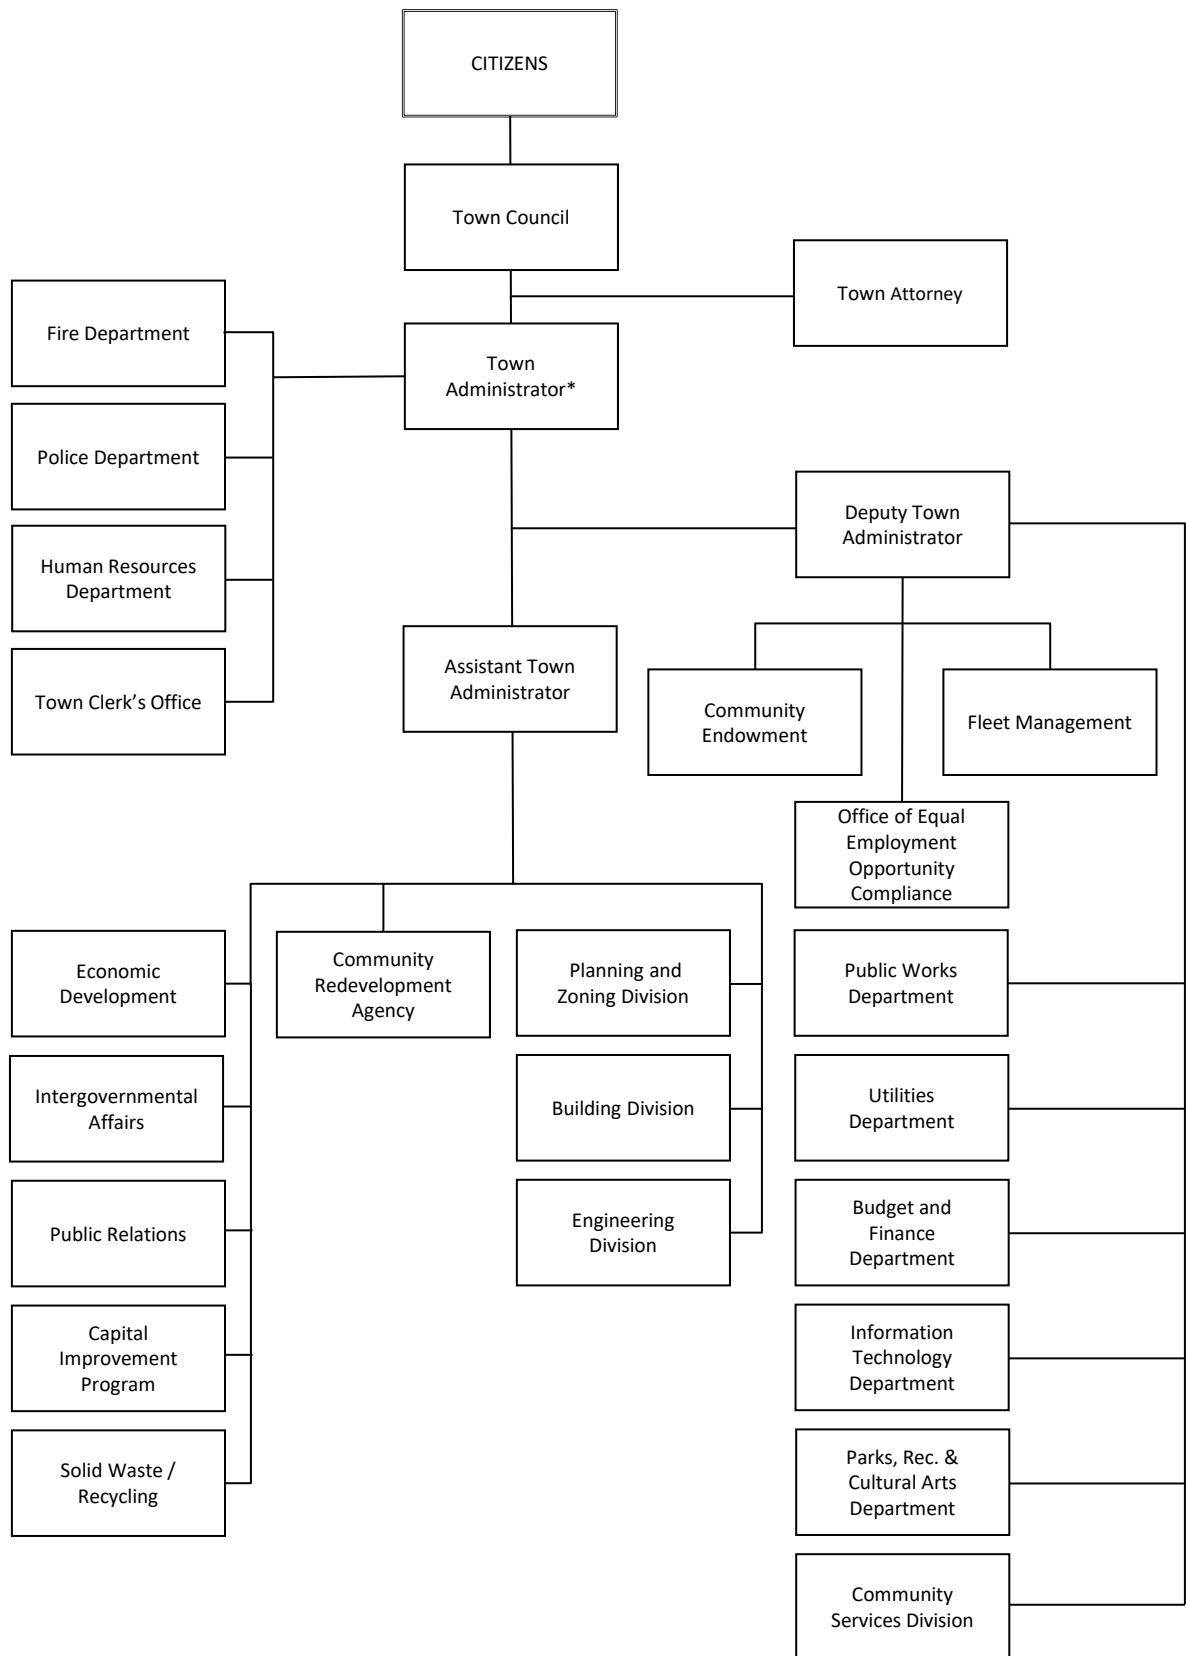 CITIZENS
Town Council
Town Attorney
Fire Department
Town
Administrator*
Police Department
Deputy Town
Administrator
Human Resources
Department
Assistant Town
Administrator
Town Clerk’s Office
Community
Endowment
Fleet Management
Office of Equal
Employment
Opportunity
Compliance
Economic
Development
Community
Redevelopment
Agency
Planning and
Zoning Division
Public Works
Department
Intergovernmental
Affairs
Building Division
Utilities
Department
Public Relations
Engineering
Division
Budget and
Finance
Department
Capital
Improvement
Program
Information
Technology
Department
Solid Waste /
Recycling
Parks, Rec. &
Cultural Arts
Department
Community
Services Division